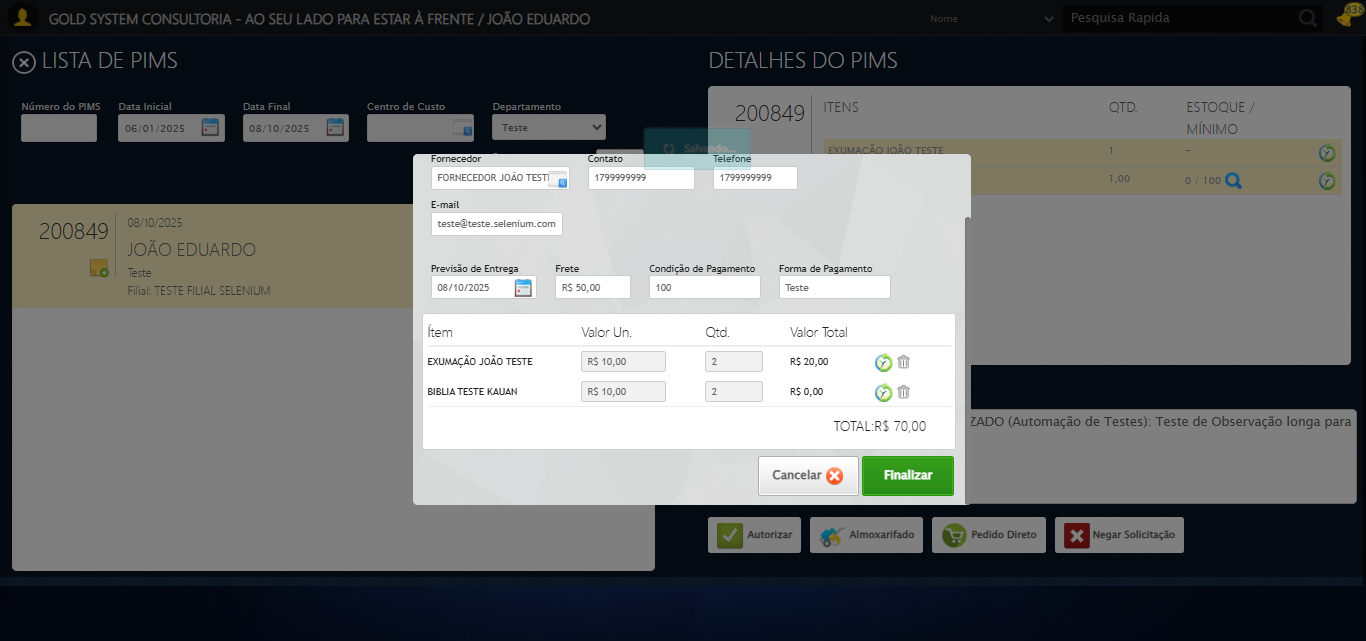 GOLD SYSTEM CONSULTORIA - AO SEU LADO PARA ESTAR À FRENTE / JOÃO EDUARDO
Nome
Pesquisa Rapida
838
LISTA DE PIMS
Número do PIMS
Data Inicial
Data Final
Centro de Custo
Departamento
06/01/2025
08/10/2025
Teste
Salvando...
200849
08/10/2025
JOÃO EDUARDO
Teste
Filial: TESTE FILIAL SELENIUM
DETALHES DO PIMS
200849
ITENS
QTD.
ESTOQUE /
MÍNIMO
EXUMAÇÃO JOÃO TESTE
1
-
1,00
0 / 100
Fornecedor
Contato
Telefone
FORNECEDOR JOÃO TEST
1799999999
1799999999
E-mail
teste@teste.selenium.com
Previsão de Entrega
Frete
Condição de Pagamento
Forma de Pagamento
08/10/2025
R$ 50,00
100
Teste
Ítem
Valor Un.
Qtd.
Valor Total
EXUMAÇÃO JOÃO TESTE
R$ 10,00
2
R$ 20,00
BIBLIA TESTE KAUAN
R$ 10,00
2
R$ 0,00
TOTAL:R$ 70,00
Cancelar
Finalizar
ZADO (Automação de Testes): Teste de Observação longa para
Autorizar
Almoxarifado
Pedido Direto
Negar Solicitação